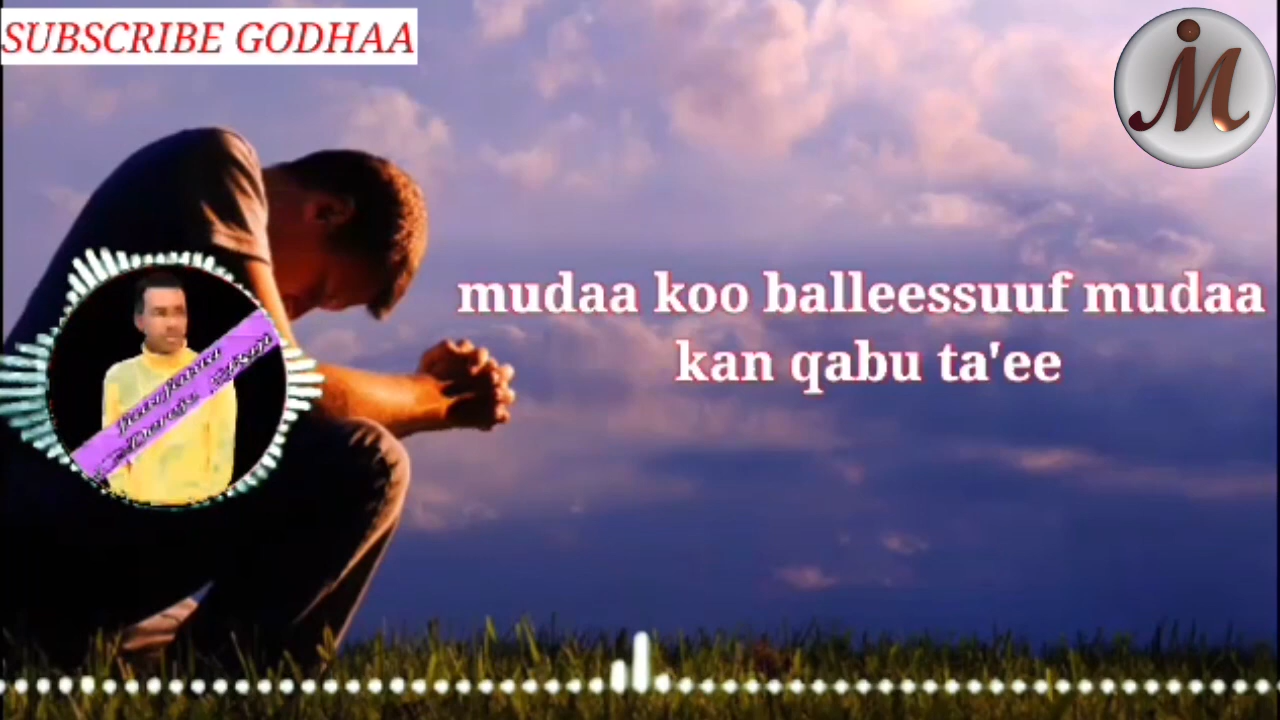 SUBSCRIBE GODHAA
M
mudaa koo balleessuuf mudaa
kan qabu ta'ee